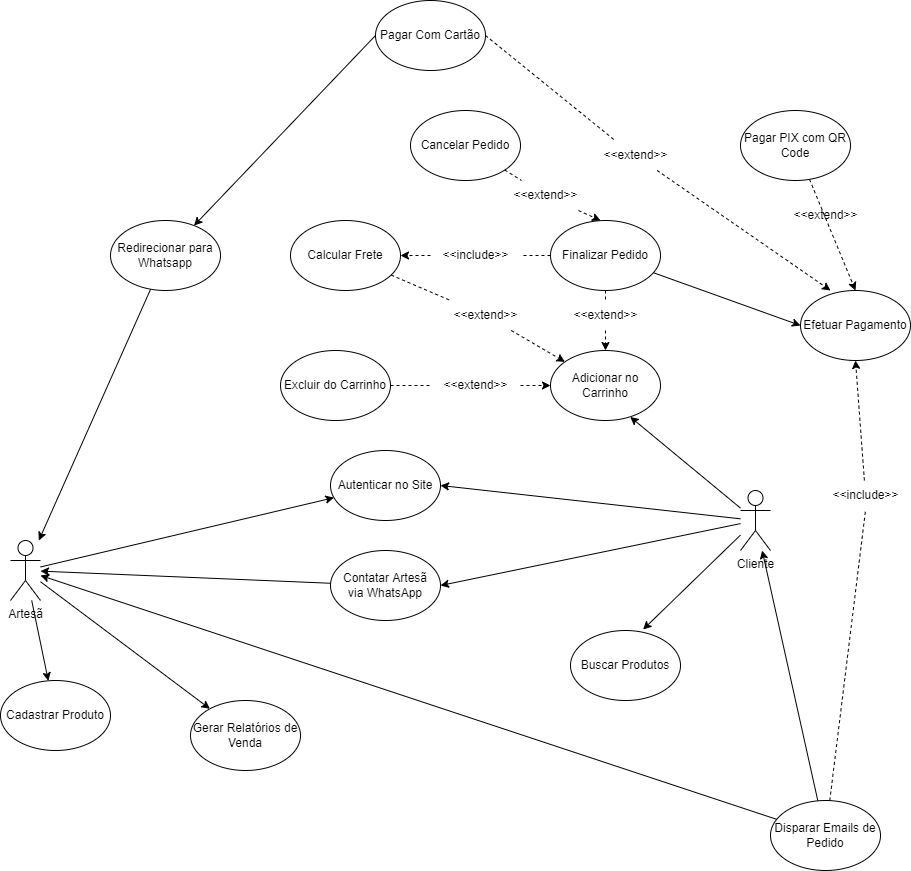 Pagar Com Cartão
Cancelar Pedido
Pagar PIX com QR
Code
<<extend>>
<<extend>>
<<extend>>
Redirecionar para
Whatsapp
Calcular Frete
<<include>>
Finalizar Pedido
<<extend>>
<<extend>>
Efetuar Pagamento
Excluir do Carrinho
<<extend>>
Adicionar no
Carrinho
Autenticar no Site
<<include>>
Cliente
Contatar Artesã
via WhatsApp
Artesã
Buscar Produtos
Cadastrar Produto
Gerar Relatórios de
Venda
Disparar Emails de
Pedido